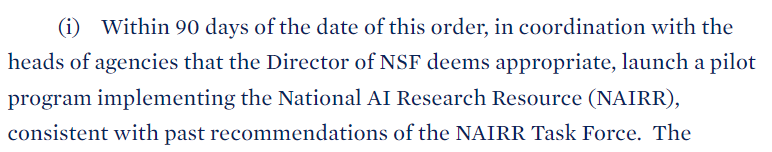 (i) Within 90 days of the date of this order, in coordination with the
heads of agencies that the Director of NSF deems appropriate, launch a pilot
program implementing the National AI Research Resource (NAIRR),
consistent with past recommendations of the NAIRR Task Force. The